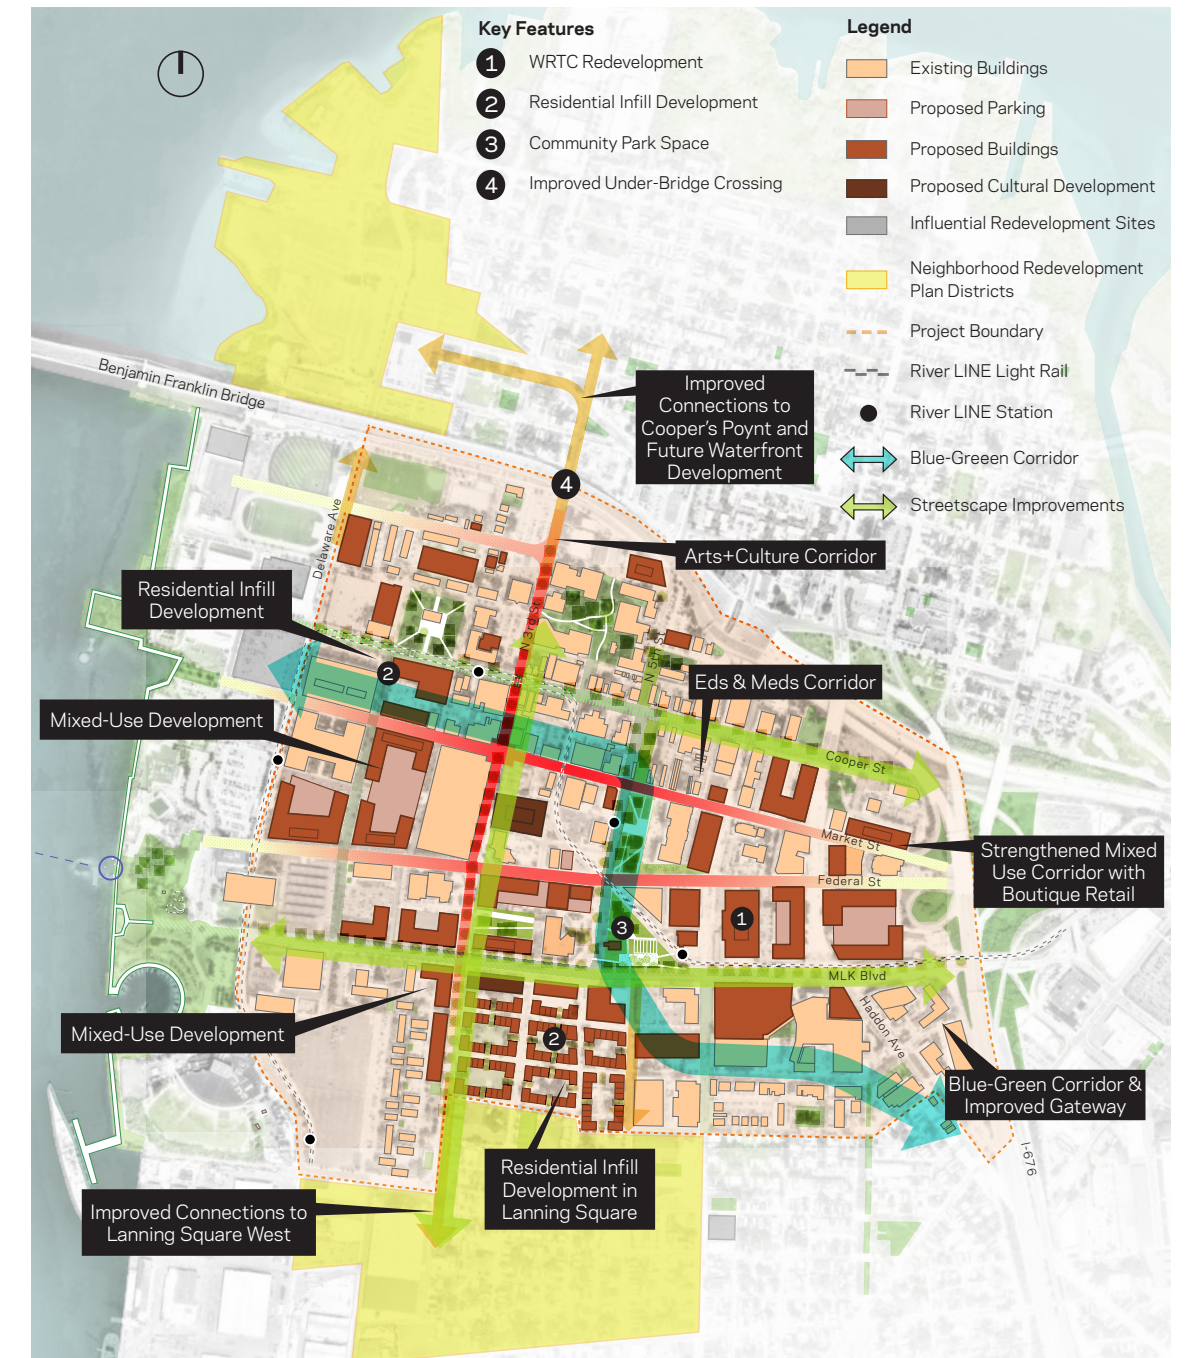 Key Features
1 WRTC Redevelopment
2 Residential Infill Development
3 Community Park Space
4 Improved Under-Bridge Crossing
Legend
Existing Buildings
Proposed Parking
Proposed Buildings
Proposed Cultural Development
Influential Redevelopment Sites
Neighborhood Redevelopment
Plan Districts
Project Boundary
River LINE Light Rail
River LINE Station
Blue-Greeen Corridor
Streetscape Improvements
Benjamin Franklin Bridge
Improved
Connections to
Cooper's Poynt and
Future Waterfront
Development
4
Delaware Ave
Arts+Culture Corridor
Residential Infill
Development
N 3rd St
N 5th St
2
Eds & Meds Corridor
Mixed-Use Development
Cooper St
Market St
Strengthened Mixed
Use Corridor with
Boutique Retail
Federal St
1
3
MLK Blvd
Haddon Ave
Mixed-Use Development
2
Blue-Green Corridor &
Improved Gateway
I-676
Residential Infill
Development in
Lanning Square
Improved Connections to
Lanning Square West